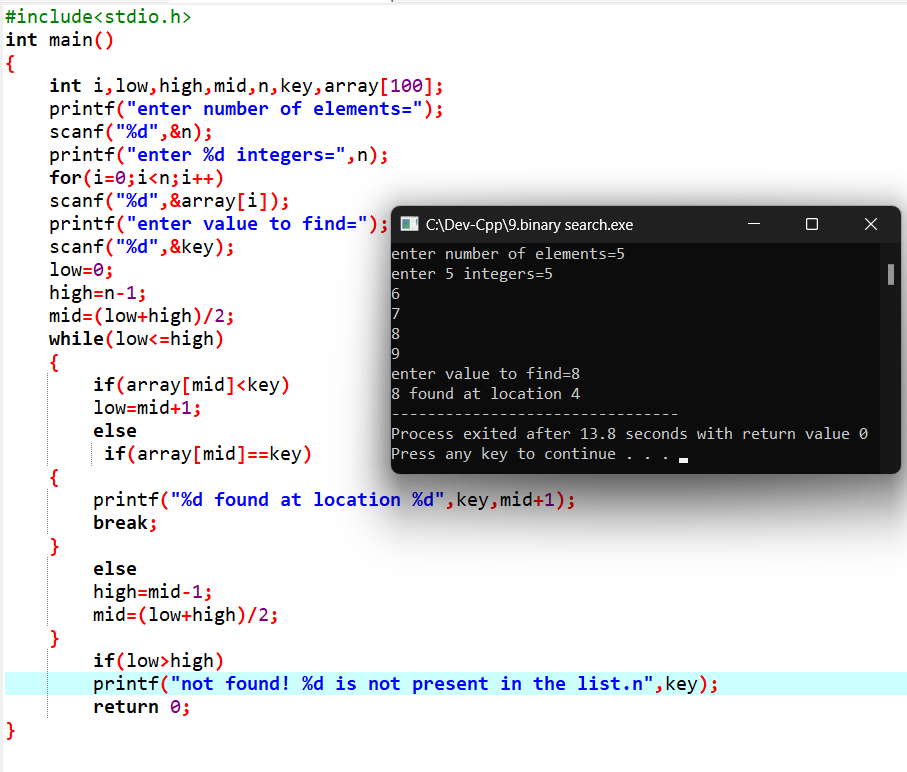 #include<stdio.h>
int main()
{
int i,low,high,mid,n,key,array[100];
printf("enter number of elements=");
scanf("%d",&n);
printf("enter %d integers=",n);
for(i=0;i<n;i++)
scanf("%d",&array[i]);
printf("enter value to find=");
scanf("%d",&key);
low=0;
high=n-1;
mid=(low+high)/2;
while(low<=high)
{
if(array[mid]<key)
low=mid+1;
else
if(array[mid]==key)
{
printf("%d found at location %d",key,mid+1);
break;
}
else
high=mid-1;
mid=(low+high)/2;
}
if(low>high)
printf("not found! %d is not present in the list.n",key);
return 0;
}
C:\Dev-Cpp\9.binary search.exe
enter number of elements=5
enter 5 integers=5
6
7
8
9
enter value to find=8
8 found at location 4
--------------------------------
Process exited after 13.8 seconds with return value 0
Press any key to continue . . .